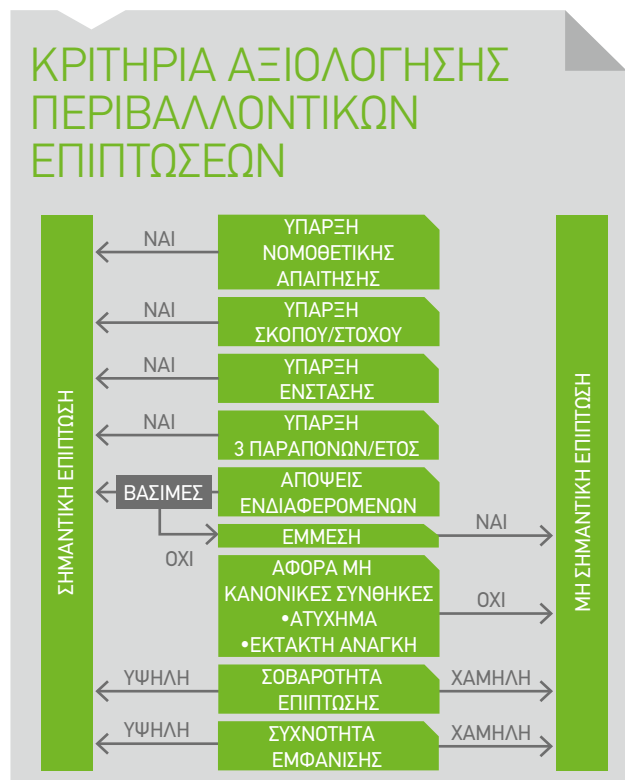 ΚΡΙΤΗΡΙΑ ΑΞΙΟΛΟΓΗΣΗΣ
ΠΕΡΙΒΑΛΛΟΝΤΙΚΩΝ
ΕΠΙΠΤΩΣΕΩΝ
ΣΗΜΑΝΤΙΚΗ ΕΠΙΠΤΩΣΗ
ΝΑΙ
ΥΠΑΡΞΗ
ΝΟΜΟΘΕΤΙΚΗΣ
ΑΠΑΙΤΗΣΗΣ
ΝΑΙ
ΥΠΑΡΞΗ
ΣΚΟΠΟΥ/ΣΤΟΧΟΥ
ΝΑΙ
ΥΠΑΡΞΗ
ΕΝΣΤΑΣΗΣ
ΝΑΙ
ΥΠΑΡΞΗ
3 ΠΑΡΑΠΟΝΩΝ/ΕΤΟΣ
ΒΑΣΙΜΕΣ
ΑΠΟΨΕΙΣ
ΕΝΔΙΑΦΕΡΟΜΕΝΩΝ
ΟΧΙ
ΕΜΜΕΣΗ
ΝΑΙ
ΑΦΟΡΑ ΜΗ
ΚΑΝΟΝΙΚΕΣ ΣΥΝΘΗΚΕΣ
•ΑΤΥΧΗΜΑ
•ΕΚΤΑΚΤΗ ΑΝΑΓΚΗ
ΟΧΙ
ΥΨΗΛΗ
ΣΟΒΑΡΟΤΗΤΑ
ΕΠΙΠΤΩΣΗΣ
ΧΑΜΗΛΗ
ΥΨΗΛΗ
ΣΥΧΝΟΤΗΤΑ
ΕΜΦΑΝΙΣΗΣ
ΧΑΜΗΛΗ
ΜΗ ΣΗΜΑΝΤΙΚΗ ΕΠΙΠΤΩΣΗ